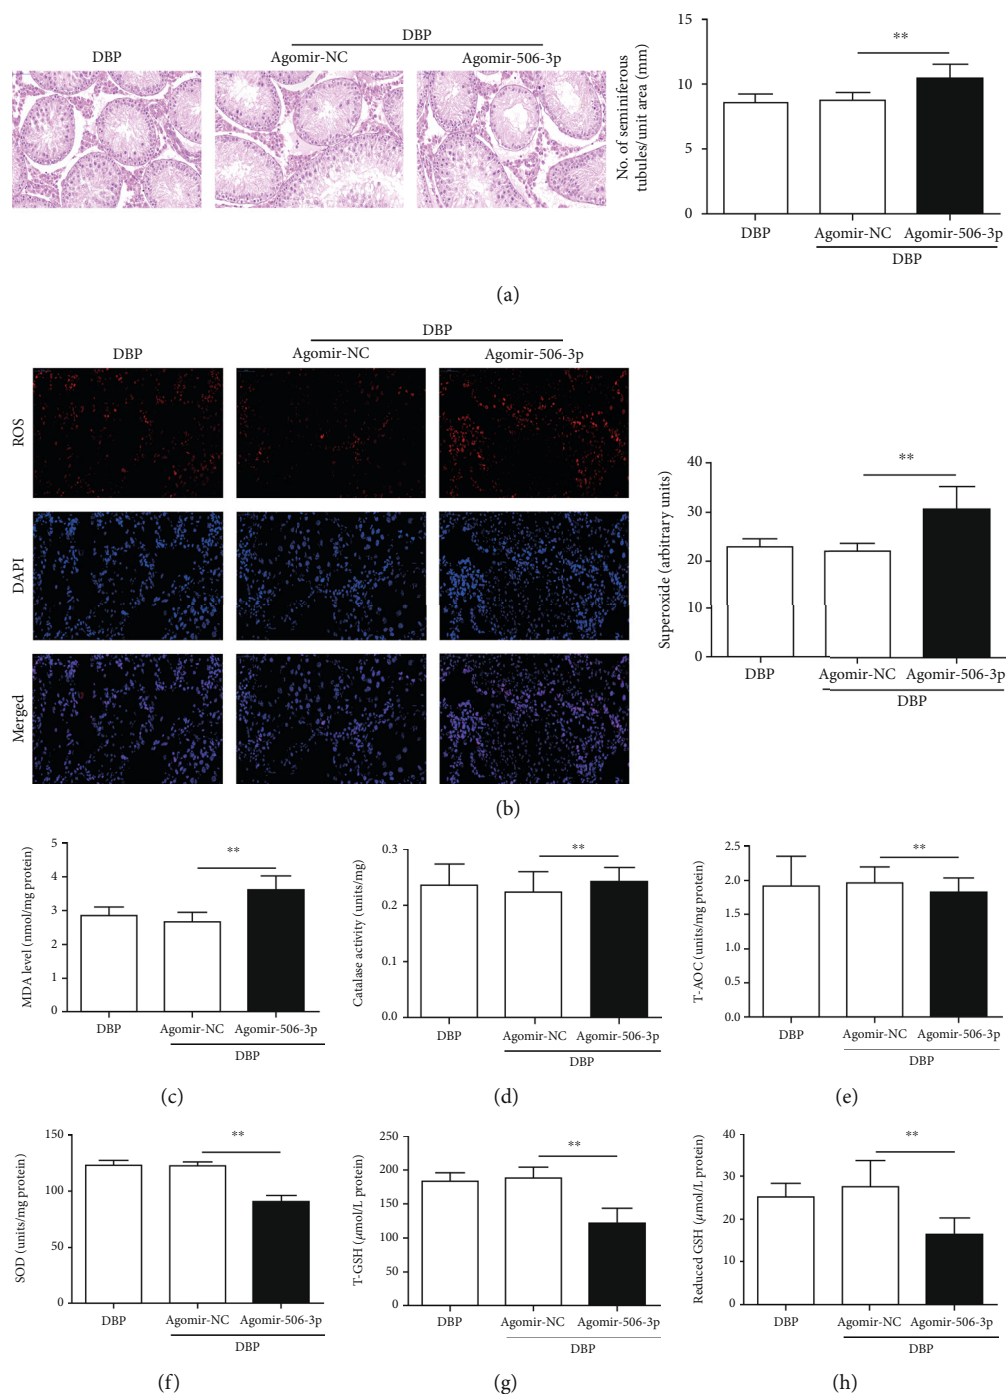 DBP
DBP
Agomir-NC
Agomir-506-3p
No. of seminiferous
tubules/unit area (mm)
15
10
5
0
**
DBP
Agomir-NC
Agomir-506-3p
DBP
(a)
DBP
DBP
Agomir-NC
Agomir-506-3p
ROS
DAPI
Merged
Superoxide (arbitrary units)
40
30
20
10
0
**
DBP
Agomir-NC
Agomir-506-3p
DBP
(b)
MDA level (nmol/mg protein)
5
4
3
2
1
0
**
DBP
Agomir-NC
Agomir-506-3p
DBP
(c)
Catalase activity (units/mg)
0.3
0.2
0.1
0.0
**
DBP
Agomir-NC
Agomir-506-3p
DBP
(d)
T-AOC (units/mg protein)
2.5
2.0
1.5
1.0
0.5
0.0
**
DBP
Agomir-NC
Agomir-506-3p
DBP
(e)
SOD (units/mg protein)
150
100
50
0
**
DBP
Agomir-NC
Agomir-506-3p
DBP
(f)
T-GSH (μmol/L protein)
250
200
150
100
50
0
**
DBP
Agomir-NC
Agomir-506-3p
DBP
(g)
Reduced GSH (μmol/L protein)
40
30
20
10
0
**
DBP
Agomir-NC
Agomir-506-3p
DBP
(h)